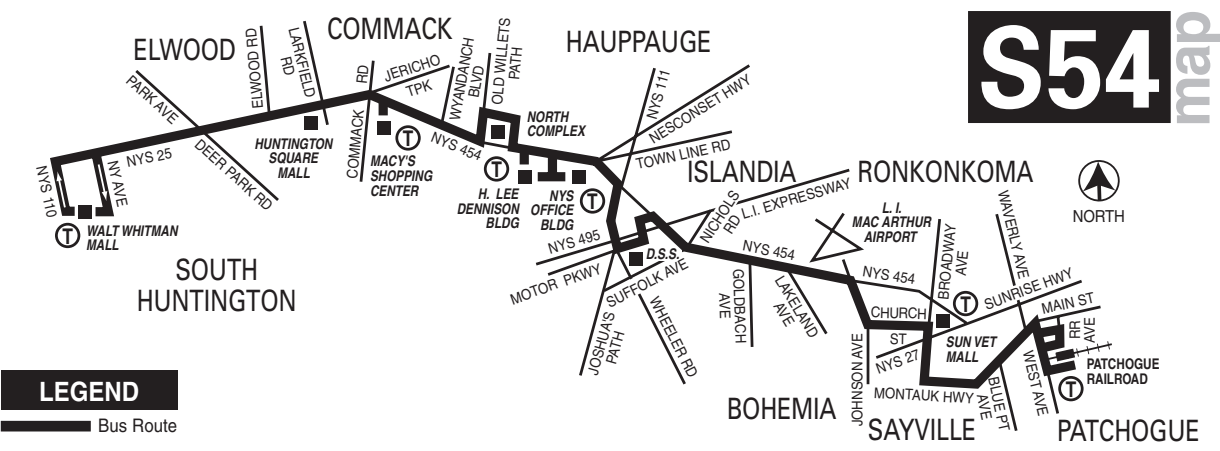 S54
map
ELWOOD
COMMACK
HAUPPAUGE
ELWOOD RD
LARKFIELD
RD
RD
JERICHO
TPK
WYANDANCH
BLVD
OLD WILLETS
PATH
NYS 111
NESCONSET HWY
TOWN LINE RD
PARK AVE
DEER PARK RD
NYS 25
NYS 110
NY AVE
HUNTINGTON
SQUARE
MALL
COMMACK
T
MACY'S
SHOPPING
CENTER
NYS 454
NORTH
COMPLEX
T
H. LEE
DENNISON
BLDG
NYS
OFFICE
BLDG
T
ISLANDIA
RONKONKOMA
NORTH
T
WALT WHITMAN
MALL
SOUTH
HUNTINGTON
NICHOLS
RD
L.I. EXPRESSWAY
NYS 495
MOTOR PKWY
D.S.S.
SUFFOLK AVE
JOSHUA'S
PATH
WHEELER RD
NYS 454
GOLDBACH
AVE
LAKELAND
AVE
L. I.
MAC ARTHUR
AIRPORT
NYS 454
BROADWAY
AVE
WAVERLY AVE
SUNRISE HWY
T
MAIN ST
CHURCH
ST
NYS 27
SUN VET
MALL
RR
AVE
JOHNSON AVE
MONTAUK HWY
BLUE PT
AVE
WEST AVE
T
PATCHOGUE
RAILROAD
BOHEMIA
SAYVILLE
PATCHOGUE
LEGEND
Bus Route